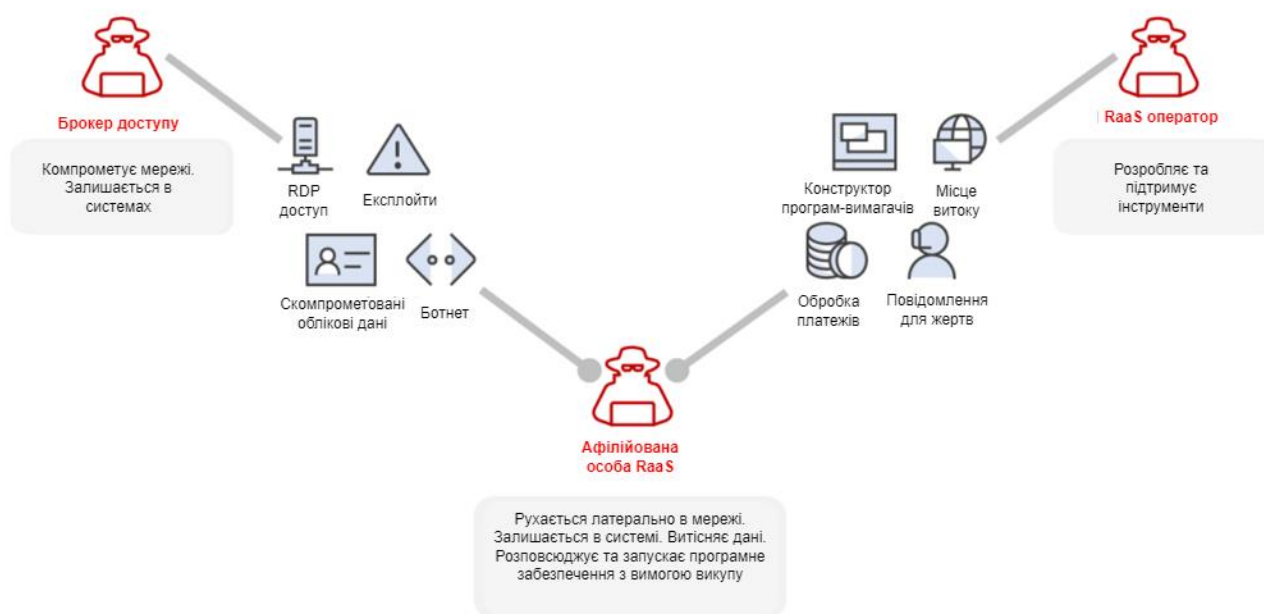 Брокер доступу
Компрометує мережі.
Залишається в
системах
RDP
доступ
Експлойти
Скомпрометовані
облікові дані
Ботнет
RaaS оператор
Розробляє та
підтримує
інструменти
Конструктор
програм-вимагачів
Місце
витоку
Обробка
платежів
Повідомлення
для жертв
Афілійована
особа RaaS
Рухається латерально в мережі.
Залишається в системі. Витісняє дані.
Розповсюджує та запускає програмне
забезпечення з вимогою викупу